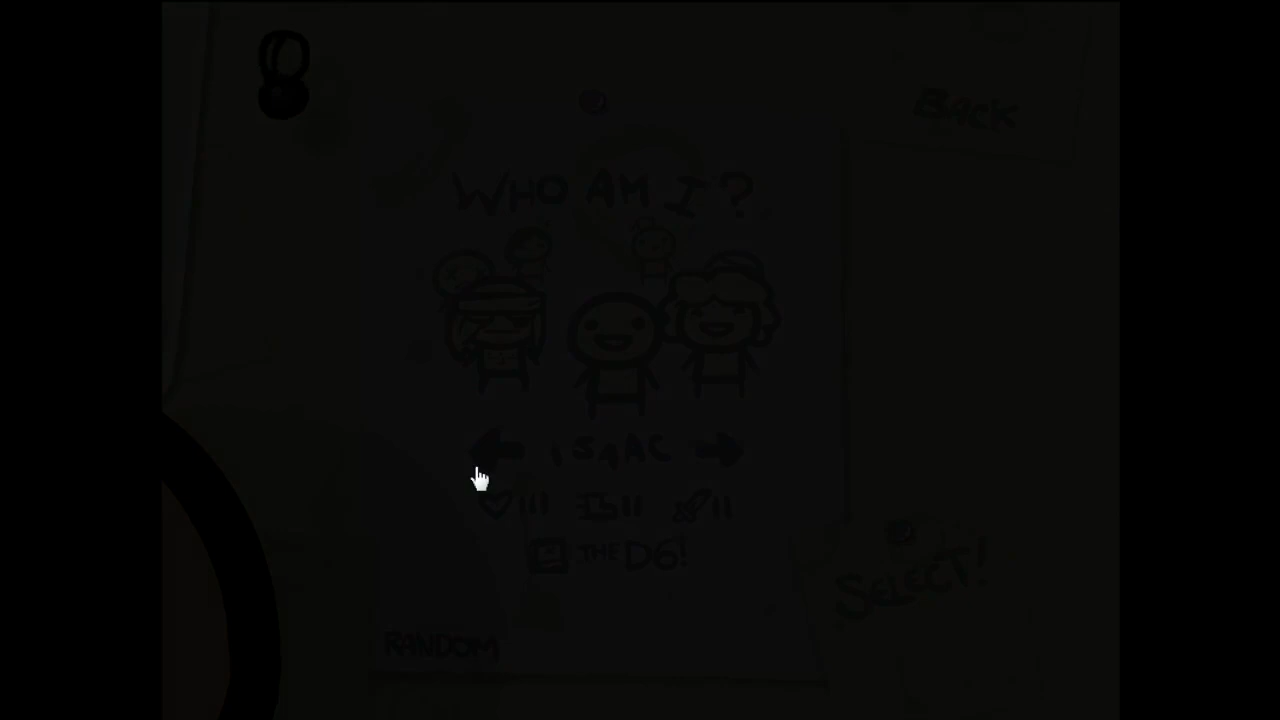 BACK
WHO AM I?
ISAAC
THE D6!
SELECT!
RANDOM